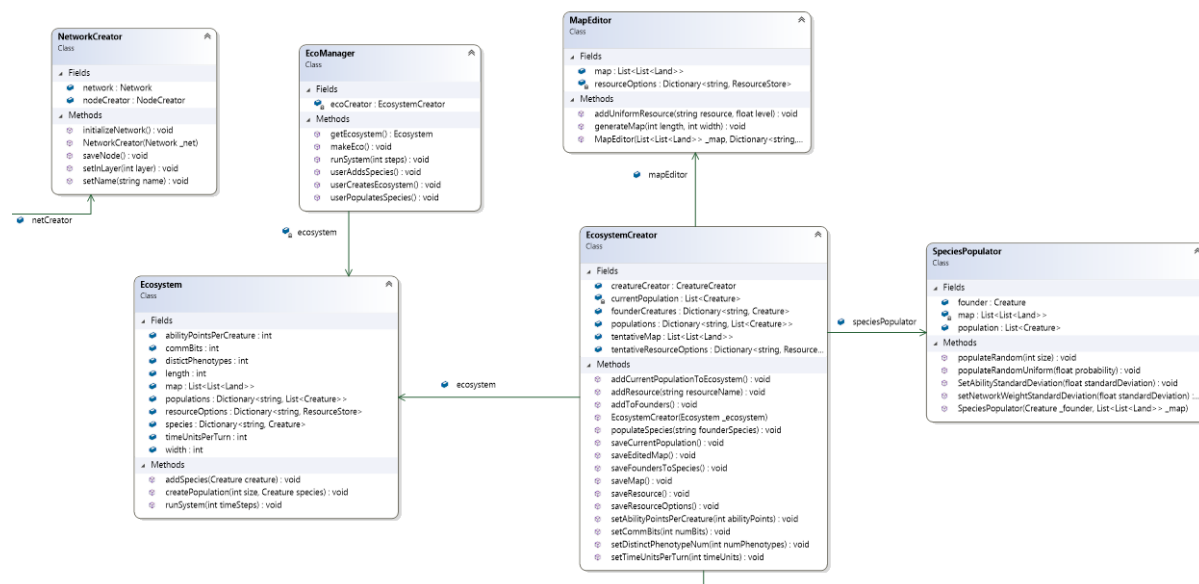 NetworkCreator
Class
Fields
network : Network
nodeCreator : NodeCreator
Methods
initializeNetwork() : void
NetworkCreator(Network _net)
saveNode() : void
setInLayer(int layer) : void
setName(string name) : void
netCreator
EcoManager
Class
Fields
ecoCreator : EcosystemCreator
Methods
getEcosystem() : Ecosystem
makeEco() : void
runSystem(int steps) : void
userAddsSpecies() : void
userCreatesEcosystem() : void
userPopulatesSpecies() : void
ecosystem
MapEditor
Class
Fields
map : List<List<Land>>
resourceOptions : Dictionary<string, ResourceStore>
Methods
addUniformResource(string resource, float level) : void
generateMap(int length, int width) : void
MapEditor(List<List<Land>> _map, Dictionary<string,...
mapEditor
Ecosystem
Class
Fields
abilityPointsPerCreature : int
commBits : int
distictPhenotypes : int
length : int
map : List<List<Land>>
populations : Dictionary<string, List<Creature>>
resourceOptions : Dictionary<string, ResourceStore>
species : Dictionary<string, Creature>
timeUnitsPerTurn : int
width : int
Methods
addSpecies(Creature creature) : void
createPopulation(int size, Creature species) : void
runSystem(int timeSteps) : void
ecosystem
EcosystemCreator
Class
Fields
creatureCreator : CreatureCreator
currentPopulation : List<Creature>
founderCreatures : Dictionary<string, Creature>
populations : Dictionary<string, List<Creature>>
tentativeMap : List<List<Land>>
tentativeResourceOptions : Dictionary<string, Resource...
Methods
addCurrentPopulationToEcosystem() : void
addResource(string resourceName) : void
addToFounders() : void
EcosystemCreator(Ecosystem _ecosystem)
populateSpecies(string founderSpecies) : void
saveCurrentPopulation() : void
saveEditedMap() : void
saveFoundersToSpecies() : void
saveMap() : void
saveResource() : void
saveResourceOptions() : void
setAbilityPointsPerCreature(int abilityPoints) : void
setCommBits(int numBits) : void
setDistinctPhenotypeNum(int numPhenotypes) : void
setTimeUnitsPerTurn(int timeUnits) : void
speciesPopulator
SpeciesPopulator
Class
Fields
founder : Creature
map : List<List<Land>>
population : List<Creature>
Methods
populateRandom(int size) : void
populateRandomUniform(float probability) : void
SetAbilityStandardDeviation(float standardDeviation) : void
setNetworkWeightStandardDeviation(float standardDeviation) :...
SpeciesPopulator(Creature _founder, List<List<Land>> _map)